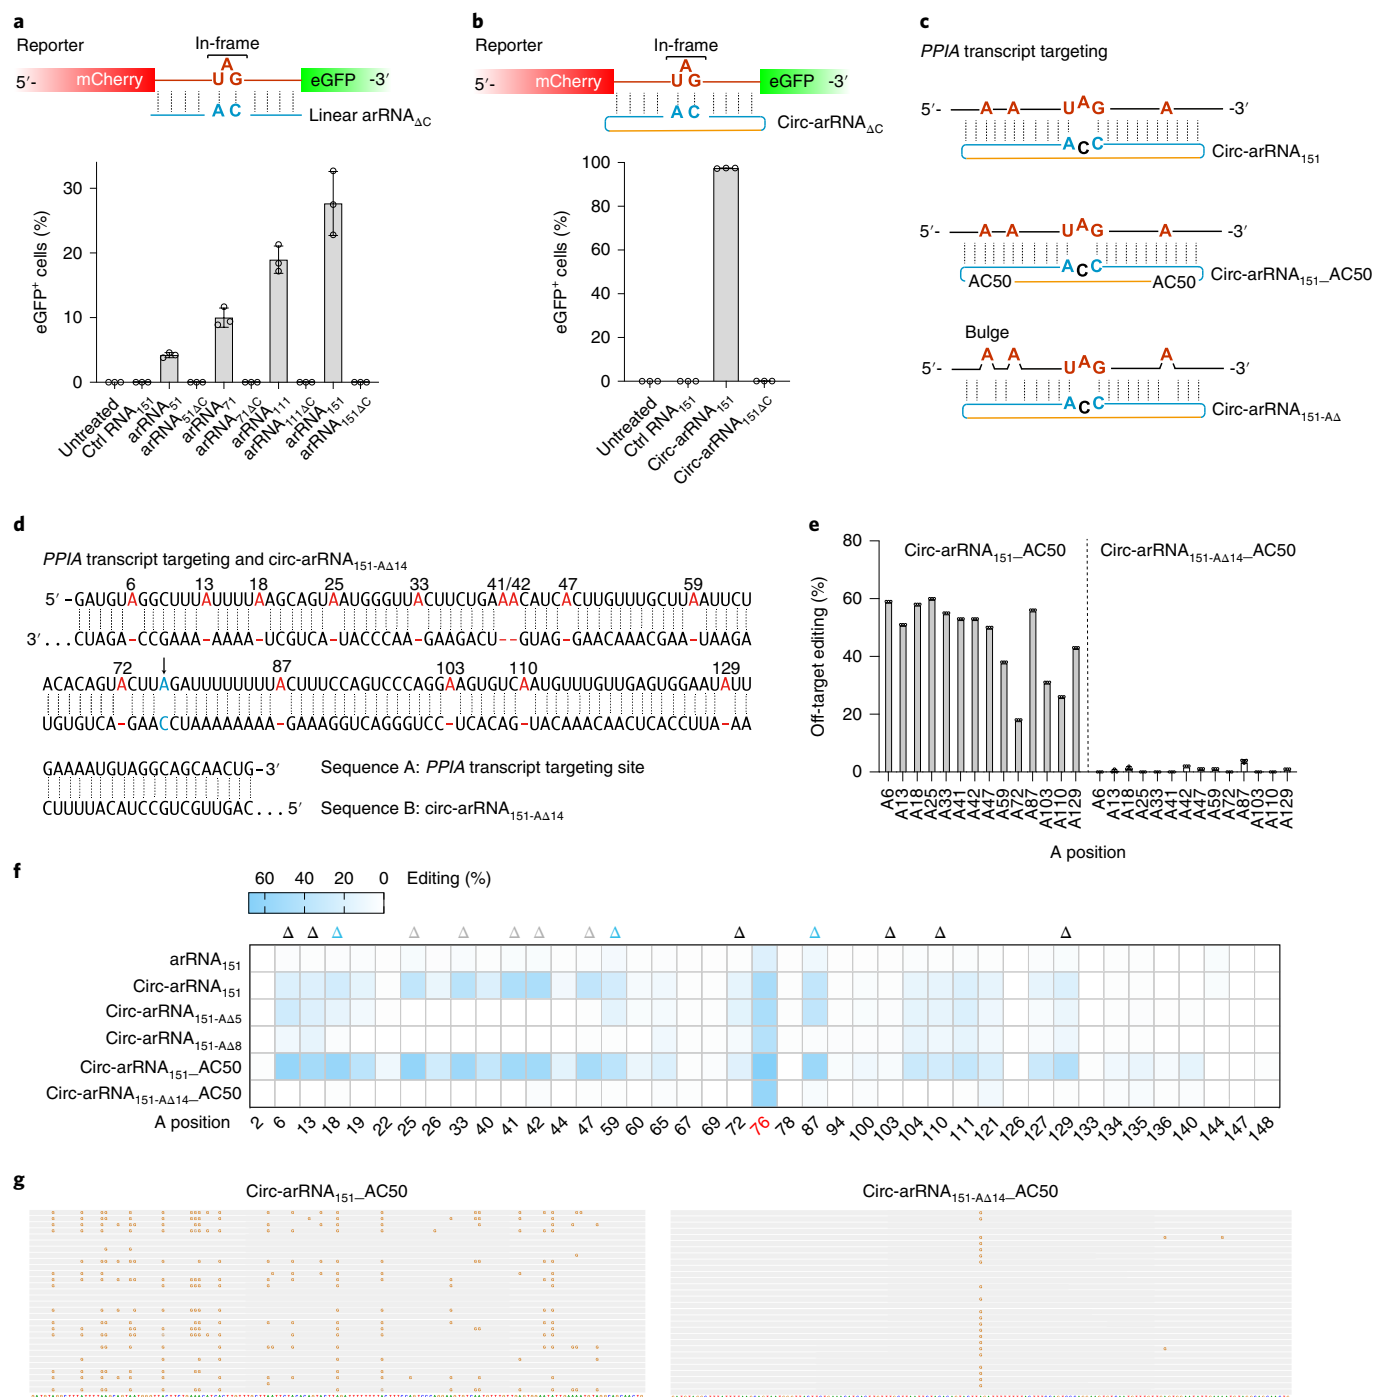 a
Reporter
In-frame
A
5′-
mCherry
U G
eGFP
-3′
A C
Linear arRNAΔC
eGFP+ cells (%)
30
20
10
0
Untreated
Ctrl RNA151
arRNA51
arRNA51ΔC
arRNA71
arRNA71ΔC
arRNA111
arRNA111ΔC
arRNA151
arRNA151ΔC
b
Reporter
In-frame
A
5′-
mCherry
U G
eGFP
-3′
A C
Circ-arRNAΔC
eGFP+ cells (%)
100
80
60
40
20
0
Untreated
Ctrl RNA151
Circ-arRNA151
Circ-arRNA151ΔC
c
PPIA transcript targeting
5′- A A UAG A -3′
ACC
Circ-arRNA151
5′- A A UAG A -3′
ACC
AC50 AC50
Circ-arRNA151_AC50
Bulge
5′- A A UAG A -3′
ACC
Circ-arRNA151-AΔ
d
PPIA transcript targeting and circ-arRNA151-AΔ14
6 13 18 25 33 41/42 47 59
5′ -GAUGUAGGCUUUAUUUUAAGCAGUAAUGGGUUACUUCUGAAACAUCACUUGUUUGCUUAAUUCU
3′...CUAGA-CCGAAA-AAAA-UCGUCA-UACCCAA-GAAGACU--GUAG-GAACAAACGAA-UAAGA
72 87 103 110 129
ACACAGUACUUAGAUUUUUUUUACUUUCCAGUCCCAGGAAGUGUCAAUGUUUGUUGAGUGGAAUAUU
UGUGUCA-GAACCUAAAAAAAA-GAAAGGUCAGGGUCC-UCACAG-UACAAACAACUCACCUUA-AA
GAAAAUGUAGGCAGCAACUG-3′
Sequence A: PPIA transcript targeting site
CUUUUACAUCCGUCGUUGAC...5′
Sequence B: circ-arRNA151-AΔ14
e
Circ-arRNA151_AC50
Circ-arRNA151-AΔ14_AC50
Off-target editing (%)
80
60
40
20
0
A6 A13 A18 A25 A33 A41 A42 A47 A59 A72 A87 A103 A110 A129
A6 A13 A18 A25 A33 A41 A42 A47 A59 A72 A87 A103 A110 A129
A position
f
60 40 20 0 Editing (%)
Δ Δ Δ Δ Δ Δ Δ Δ Δ Δ Δ Δ Δ Δ
arRNA151
Circ-arRNA151
Circ-arRNA151-AΔ5
Circ-arRNA151-AΔ8
Circ-arRNA151_AC50
Circ-arRNA151-AΔ14_AC50
A position 2 6 13 18 19 22 25 26 33 40 41 42 44 47 59 60 65 67 69 72 76 78 87 94 100 103 104 110 111 121 126 127 129 133 134 135 136 140 144 147 148
g
Circ-arRNA151_AC50
Circ-arRNA151-AΔ14_AC50